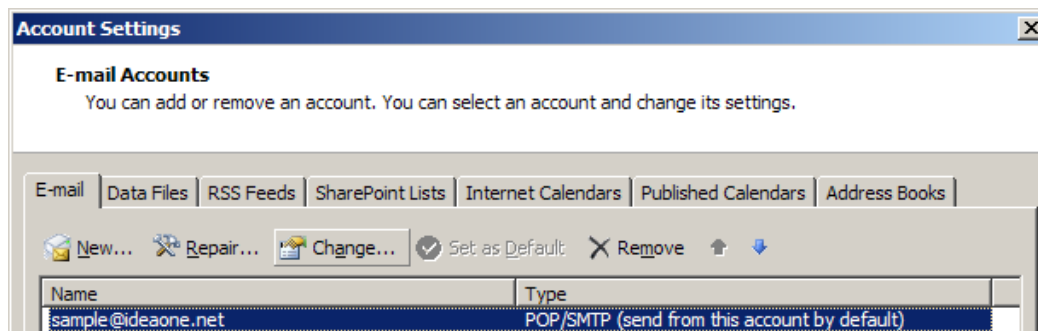 Account Settings
E-mail Accounts
You can add or remove an account. You can select an account and change its settings.
E-mail Data Files RSS Feeds SharePoint Lists Internet Calendars Published Calendars Address Books
New... Repair... Change... Set as Default Remove
Name Type
sample@ideaone.net POP/SMTP (send from this account by default)